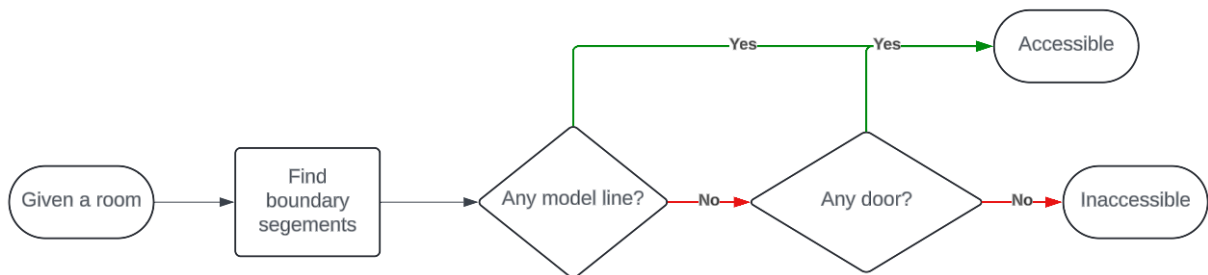 Yes
Yes
Accessible
Given a room
Find
boundary
segements
Any model line?
No
Any door?
No
Inaccessible